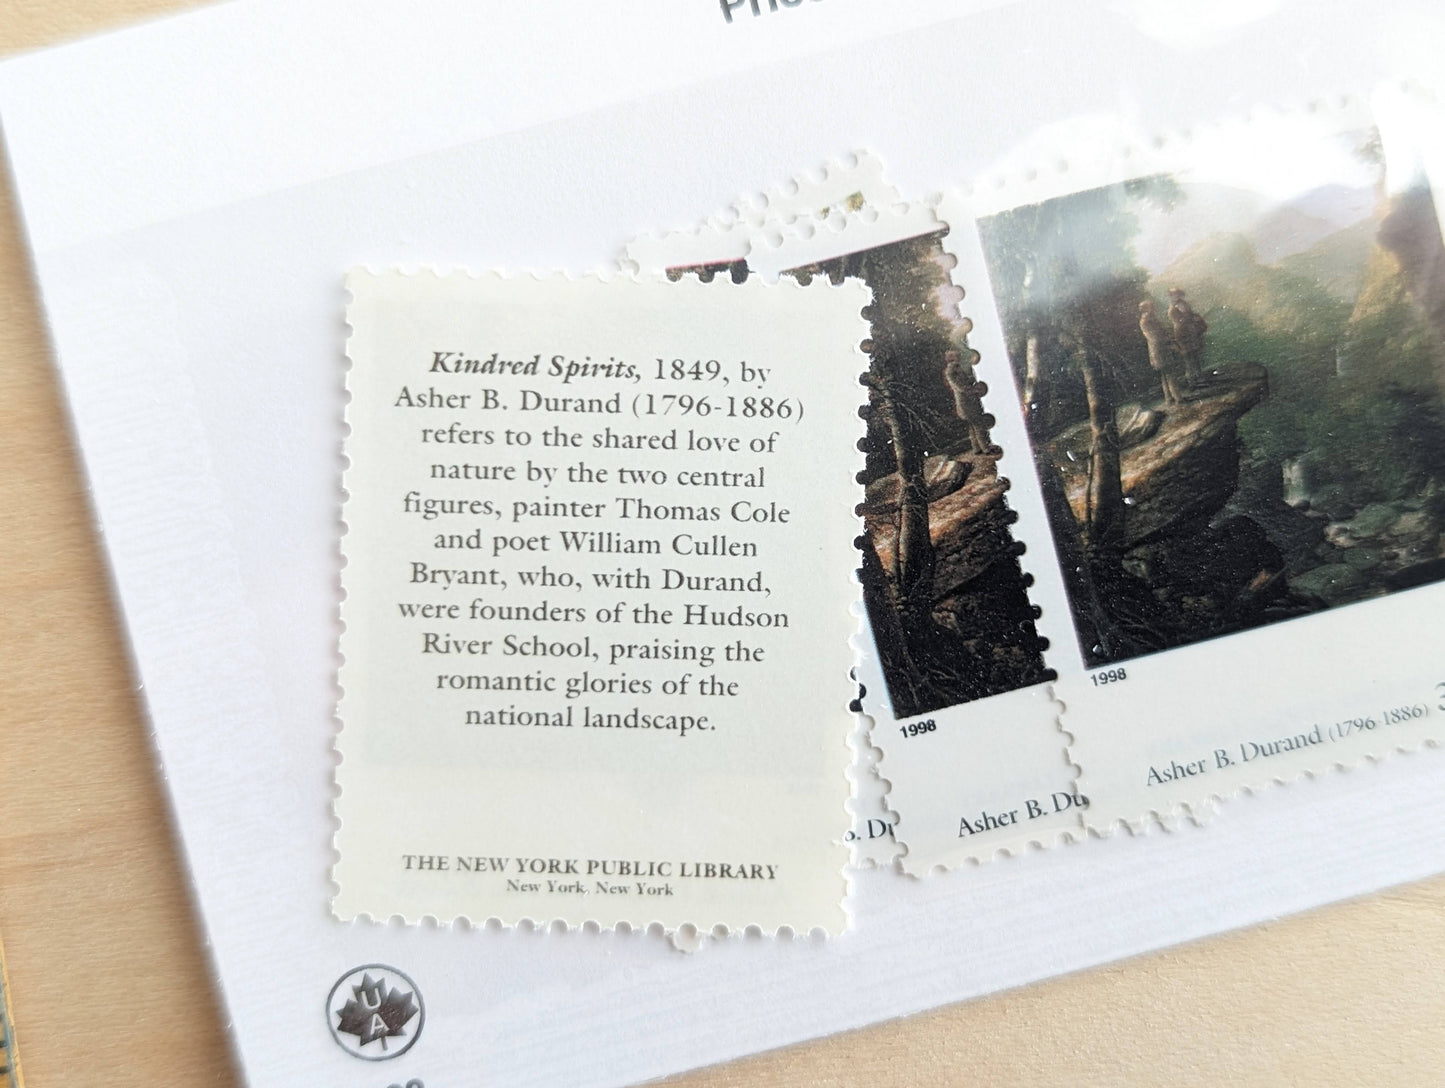 Kindred Spirits, 1849, by
Asher B. Durand (1796-1886)
refers to the shared love of
nature by the two central
figures, painter Thomas Cole
and poet William Cullen
Bryant, who, with Durand,
were founders of the Hudson
River School, praising the
romantic glories of the
national landscape.
THE NEW YORK PUBLIC LIBRARY
New York, New York
1998
Asher B. Du
1998
Asher B. Durand (1796-1886)
U
A